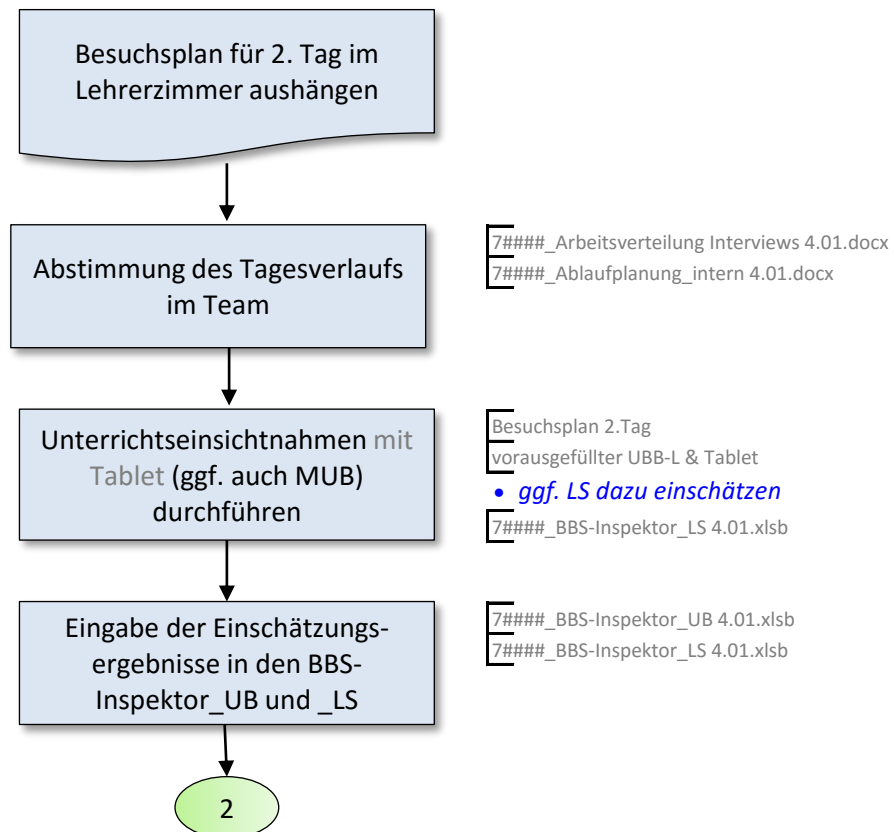 Besuchsplan für 2. Tag im
Lehrerzimmer aushängen
Abstimmung des Tagesverlaufs
im Team
7####_Arbeitsverteilung Interviews 4.01.docx
7####_Ablaufplanung_intern 4.01.docx
Unterrichtseinsichtnahmen mit
Tablet (ggf. auch MUB)
durchführen
Besuchsplan 2.Tag
vorausgefüllter UBB-L & Tablet
• ggf. LS dazu einschätzen
7####_BBS-Inspektor_LS 4.01.xlsb
Eingabe der Einschätzungs-
ergebnisse in den BBS-
Inspektor_UB und _LS
7####_BBS-Inspektor_UB 4.01.xlsb
7####_BBS-Inspektor_LS 4.01.xlsb
2